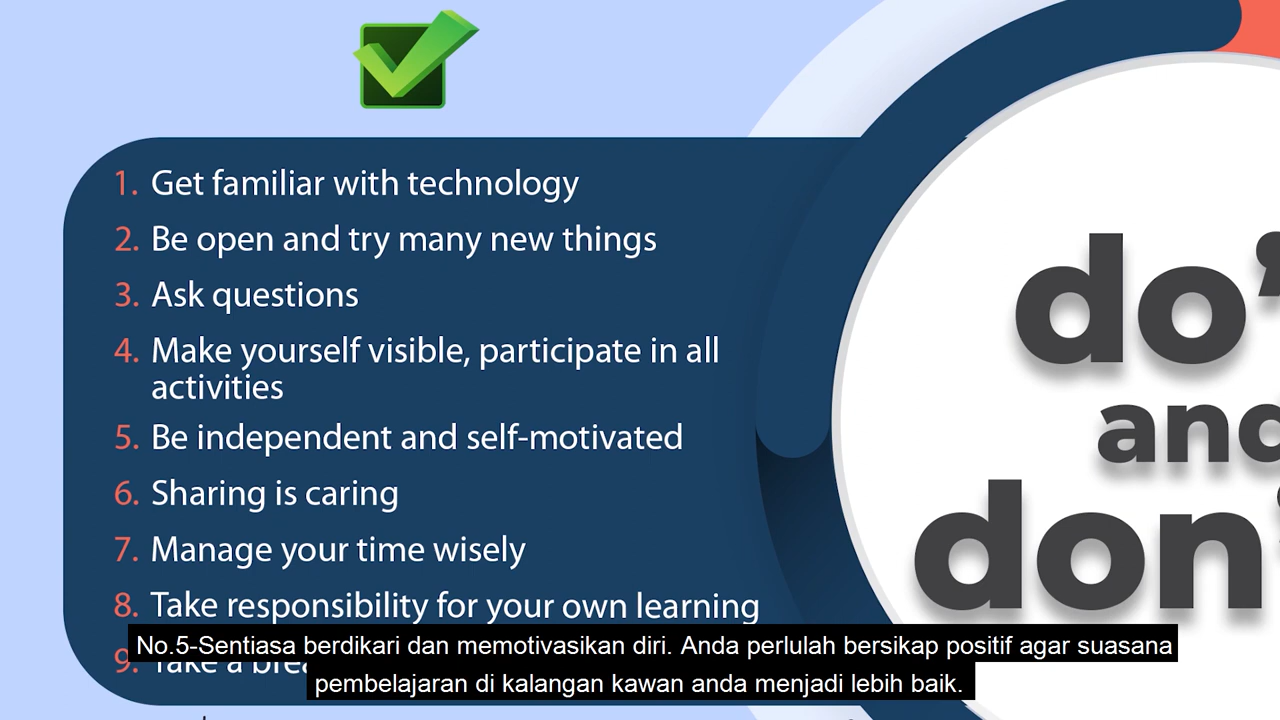 1. Get familiar with technology
2. Be open and try many new things
3. Ask questions
4. Make yourself visible, participate in all
activities
5. Be independent and self-motivated
6. Sharing is caring
7. Manage your time wisely
8. Take responsibility for your own learning
9. Take a
do'
and
don'
No.5-Sentiasa berdikari dan memotivasikan diri. Anda perlulah bersikap positif agar suasana
pembelajaran di kalangan kawan anda menjadi lebih baik.